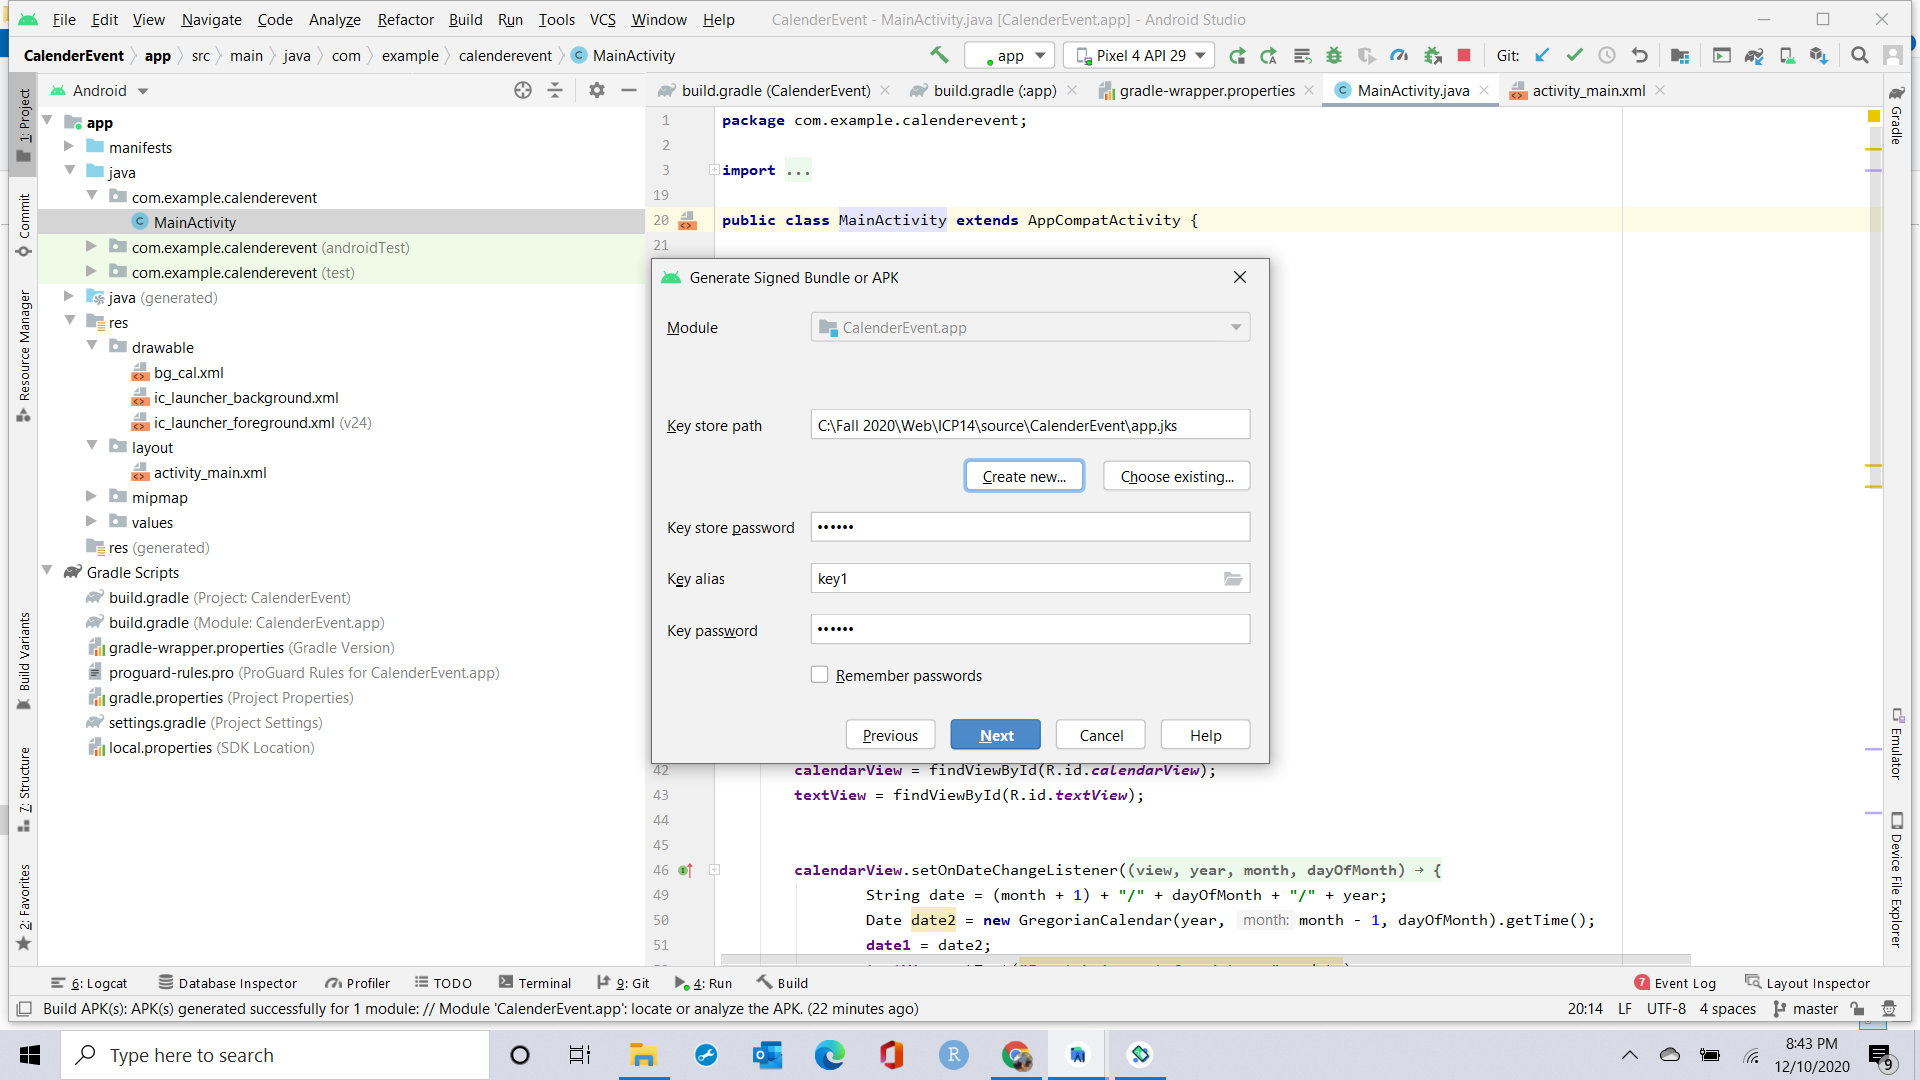 File Edit View Navigate Code Analyze Refactor Build Run Tools VCS Window Help CalenderEvent - MainActivity.java [CalenderEvent.app] - Android Studio
CalenderEvent app src main java com example calenderevent MainActivity app Pixel 4 API 29 Git:
Android
build.gradle (CalenderEvent) build.gradle (:app) gradle-wrapper.properties MainActivity.java activity_main.xml
1: Project
Commit
Resource Manager
Build Variants
7: Structure
2: Favorites
app
manifests
java
com.example.calenderevent
MainActivity
com.example.calenderevent (androidTest)
com.example.calenderevent (test)
java (generated)
res
drawable
bg_cal.xml
ic_launcher_background.xml
ic_launcher_foreground.xml (v24)
layout
activity_main.xml
mipmap
values
res (generated)
Gradle Scripts
build.gradle (Project: CalenderEvent)
build.gradle (Module: CalenderEvent.app)
gradle-wrapper.properties (Gradle Version)
proguard-rules.pro (ProGuard Rules for CalenderEvent.app)
gradle.properties (Project Properties)
settings.gradle (Project Settings)
local.properties (SDK Location)
1 package com.example.calenderevent;
2
3 import ...
19
20 public class MainActivity extends AppCompatActivity {
21
Generate Signed Bundle or APK
Module CalenderEvent.app
Key store path C:\Fall 2020\Web\ICP14\source\CalenderEvent\app.jks
Create new... Choose existing...
Key store password ••••••
Key alias key1
Key password ••••••
Remember passwords
Previous Next Cancel Help
42 calendarView = findViewById(R.id.calendarView);
43 textView = findViewById(R.id.textView);
44
45
46 calendarView.setOnDateChangeListener((view, year, month, dayOfMonth) → {
49 String date = (month + 1) + "/" + dayOfMonth + "/" + year;
50 Date date2 = new GregorianCalendar(year, month: month - 1, dayOfMonth).getTime();
51 date1 = date2;
Gradle
Emulator
Device File Explorer
6: Logcat Database Inspector Profiler TODO Terminal 9: Git 4: Run Build 7 Event Log Layout Inspector
Build APK(s): APK(s) generated successfully for 1 module: // Module 'CalenderEvent.app': locate or analyze the APK. (22 minutes ago) 20:14 LF UTF-8 4 spaces master
Type here to search
R
8:43 PM
12/10/2020
9